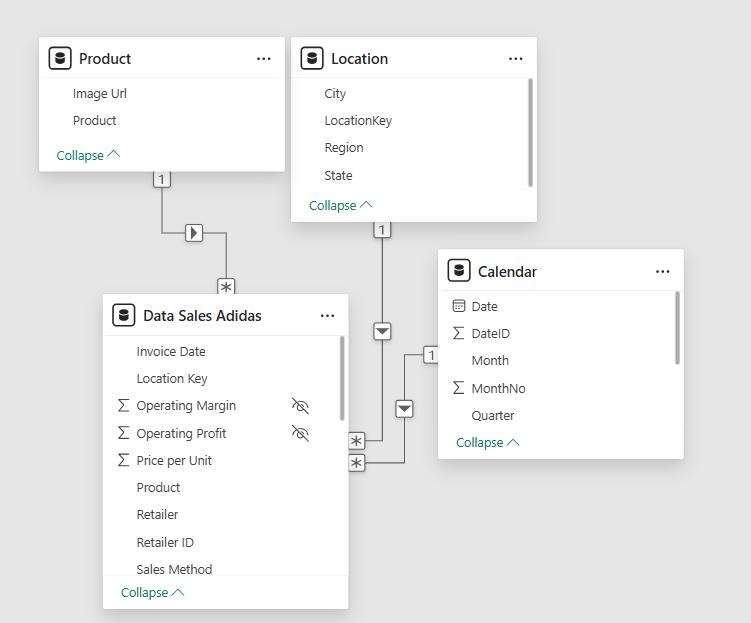 Product
Image Url
Product
Collapse
1
Location
City
LocationKey
Region
State
Collapse
1
Calendar
Date
DateID
Month
MonthNo
Quarter
Collapse
1
*
Data Sales Adidas
Invoice Date
Location Key
Operating Margin
Operating Profit
Price per Unit
Product
Retailer
Retailer ID
Sales Method
Collapse
*
*